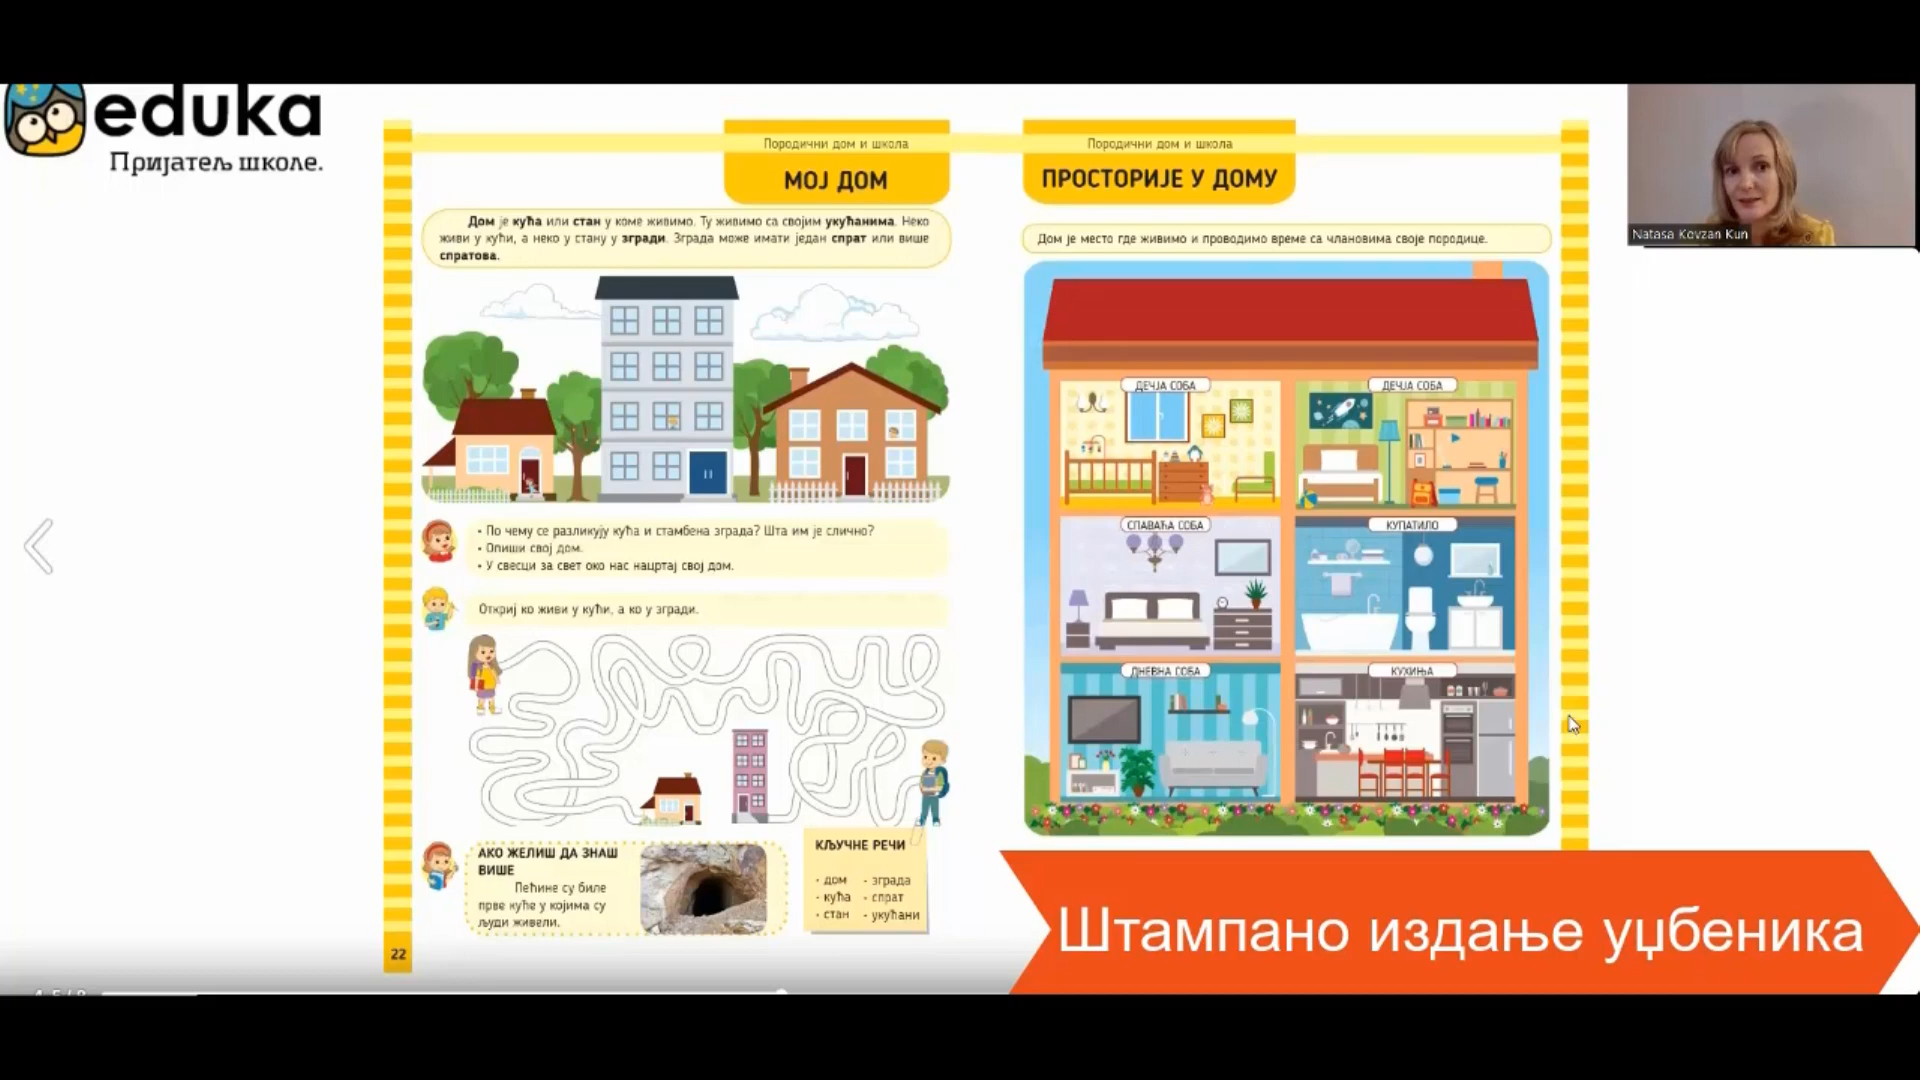 eduka
Пријатељ школе.
Породични дом и школа
МОЈ ДОМ
Дом је кућа или стан у коме живимо. Ту живимо са својим укућанима. Неко
живи у кући, а неко у стану у згради. Зграда може имати један спрат или више
спратова.
• По чему се разликују кућа и стамбена зграда? Шта им је слично?
• Опиши свој дом.
• У свесци за свет око нас нацртај свој дом.
Откриј ко живи у кући, а ко у згради.
АКО ЖЕЛИШ ДА ЗНАШ
ВИШЕ
Пећине су биле
прве куће у којима су
људи живели.
КЉУЧНЕ РЕЧИ
- дом - зграда
- кућа - спрат
- стан - укућани
22
Породични дом и школа
ПРОСТОРИЈЕ У ДОМУ
Дом је место где живимо и проводимо време са члановима своје породице.
ДЕЧЈА СОБА
ДЕЧЈА СОБА
СПАВАЋА СОБА
КУПАТИЛО
ДНЕВНА СОБА
КУХИЊА
Штампано издање уџбеника
Natasa Kovzan Kun